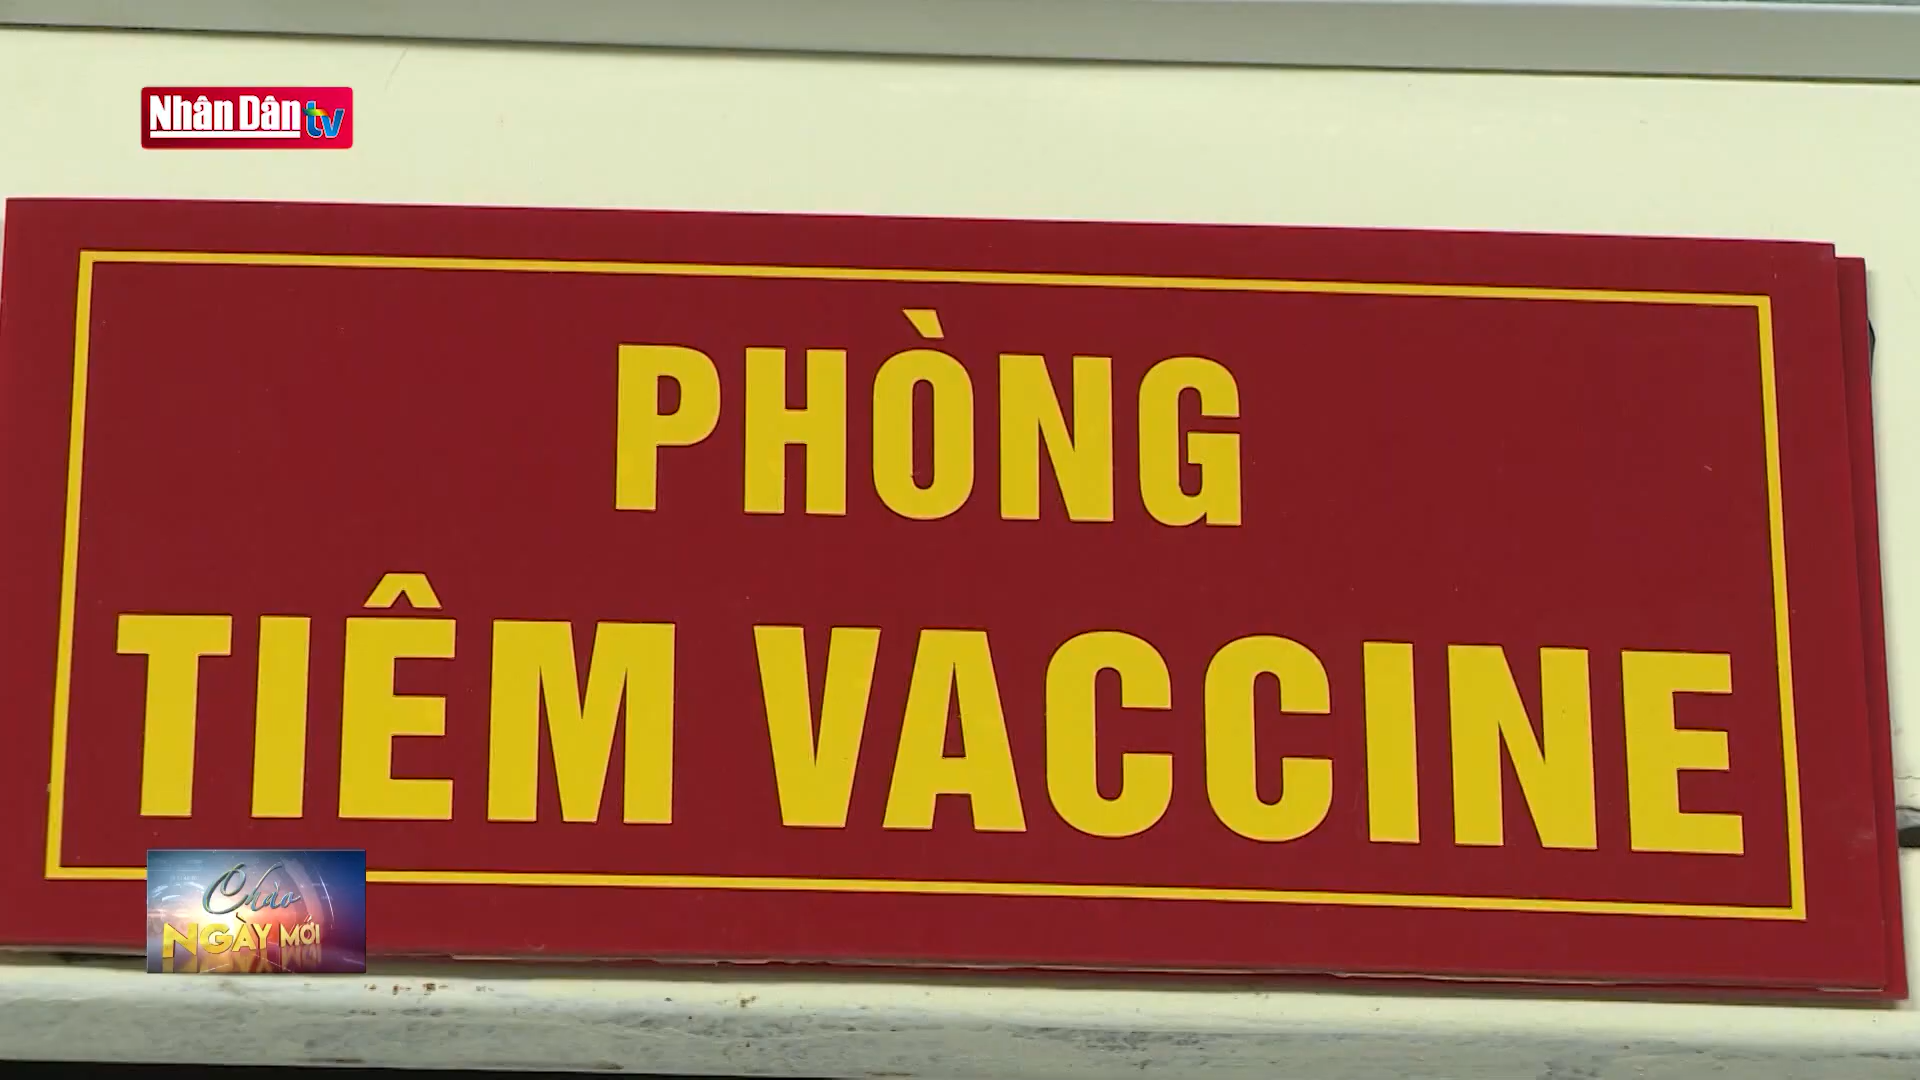 Nhân Dân tv
PHÒNG
TIÊM VACCINE
Chào
NGÀY MỚI